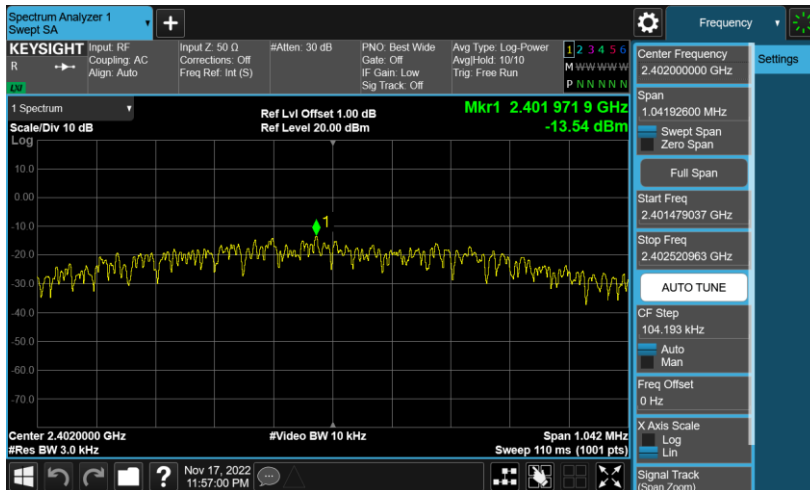 Spectrum Analyzer 1
Swept SA
+
Frequency
KEYSIGHT
R
LXI
Input: RF
Coupling: AC
Align: Auto
Input Z: 50 Ω
Corrections: Off
Freq Ref: Int (S)
#Atten: 30 dB
PNO: Best Wide
Gate: Off
IF Gain: Low
Sig Track: Off
Avg Type: Log-Power
Avg|Hold: 10/10
Trig: Free Run
1 2 3 4 5 6
M W W W W W
P N N N N N
1 Spectrum
Scale/Div 10 dB
Log
Ref Lvl Offset 1.00 dB
Ref Level 20.00 dBm
Mkr1 2.401 971 9 GHz
-13.54 dBm
10.0
0.00
-10.0
-20.0
-30.0
-40.0
-50.0
-60.0
-70.0
1
Center 2.4020000 GHz
#Res BW 3.0 kHz
#Video BW 10 kHz
Span 1.042 MHz
Sweep 110 ms (1001 pts)
Nov 17, 2022
11:57:00 PM
?
Center Frequency
2.402000000 GHz
Settings
Span
1.04192600 MHz
Swept Span
Zero Span
Full Span
Start Freq
2.401479037 GHz
Stop Freq
2.402520963 GHz
AUTO TUNE
CF Step
104.193 kHz
Auto
Man
Freq Offset
0 Hz
X Axis Scale
Log
Lin
Signal Track
(Span Zoom)